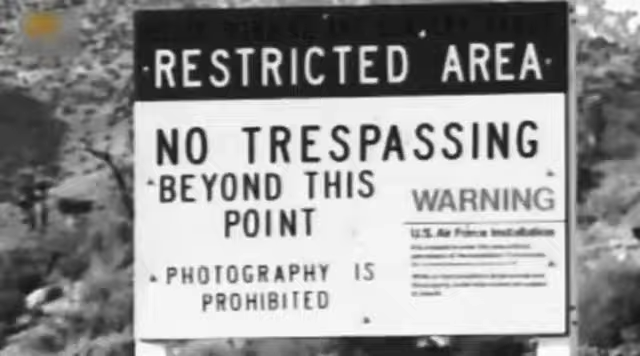 RESTRICTED AREA
NO TRESPASSING
BEYOND THIS
POINT
PHOTOGRAPHY IS
PROHIBITED
WARNING
U.S. Air Force Installation